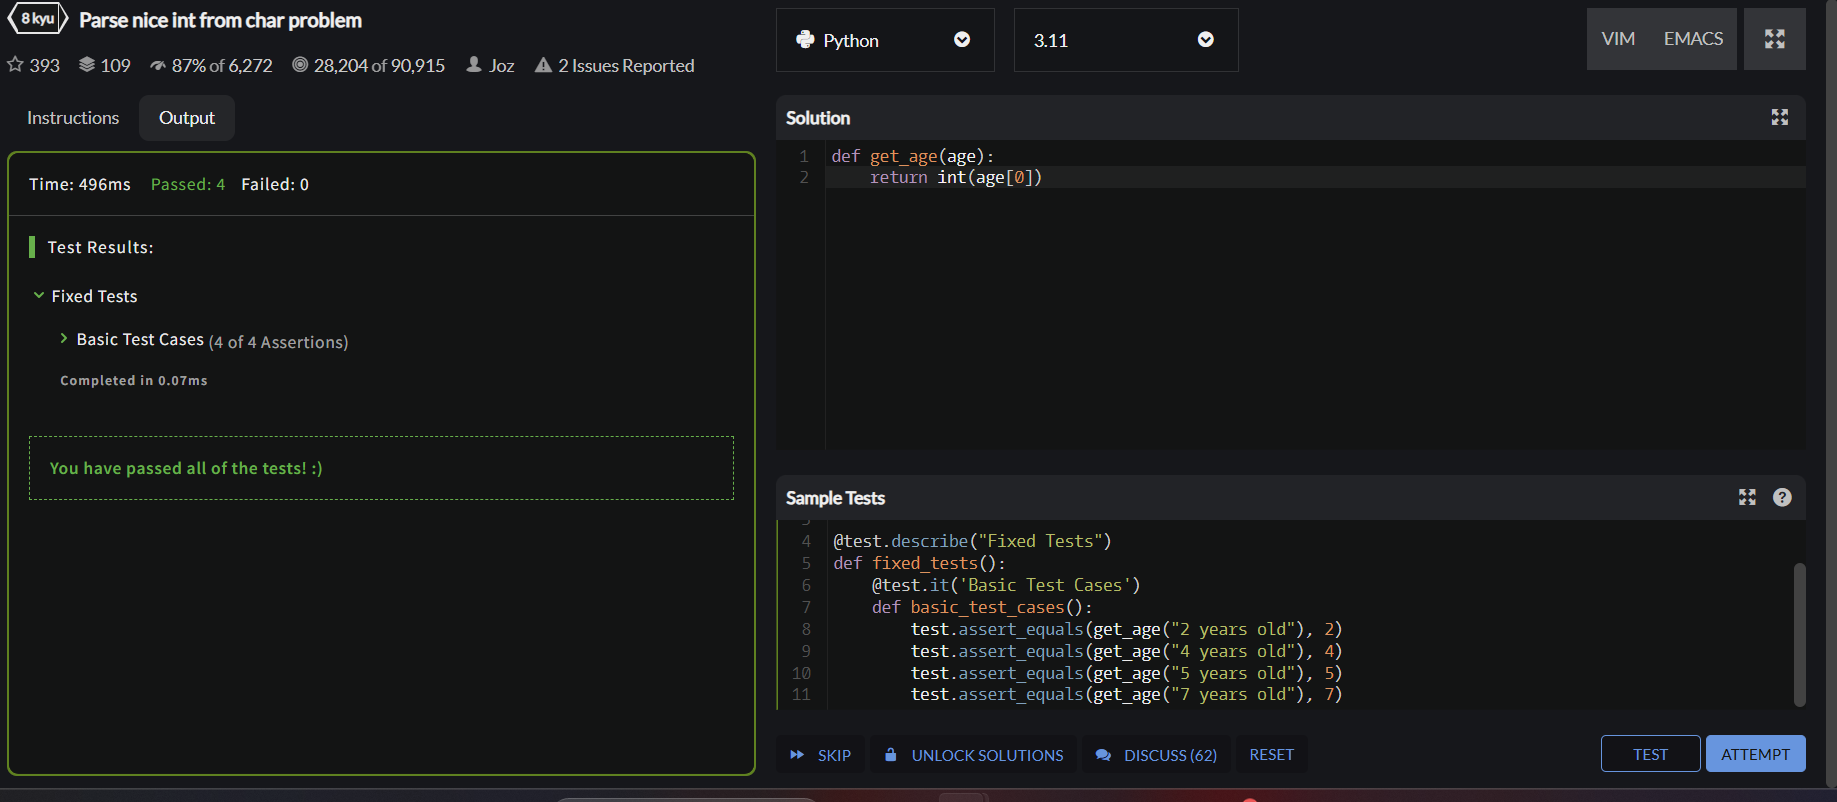 8 kyu Parse nice int from char problem
393 109 87% of 6,272 28,204 of 90,915 Joz 2 Issues Reported
Instructions Output
Time: 496ms Passed: 4 Failed: 0
Test Results:
Fixed Tests
Basic Test Cases (4 of 4 Assertions)
Completed in 0.07ms
You have passed all of the tests! :)
Python 3.11 VIM EMACS
Solution
1 def get_age(age):
2     return int(age[0])
Sample Tests ?
4 @test.describe("Fixed Tests")
5 def fixed_tests():
6     @test.it('Basic Test Cases')
7     def basic_test_cases():
8         test.assert_equals(get_age("2 years old"), 2)
9         test.assert_equals(get_age("4 years old"), 4)
10         test.assert_equals(get_age("5 years old"), 5)
11         test.assert_equals(get_age("7 years old"), 7)
SKIP UNLOCK SOLUTIONS DISCUSS (62) RESET TEST ATTEMPT